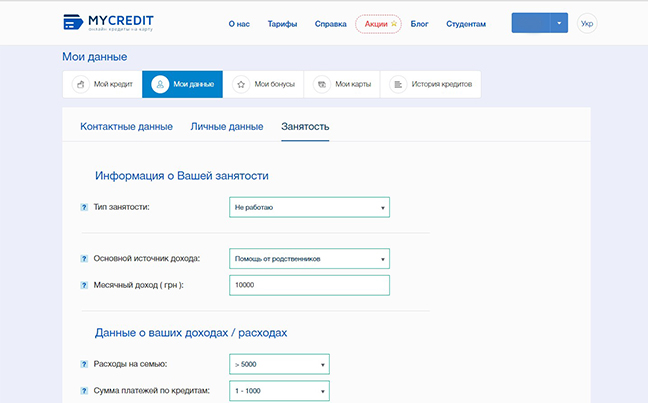 MYCREDIT
онлайн кредиты на карту
О нас Тарифы Справка Акции Блог Студентам Укр
Мои данные
Мой кредит Мои данные Мои бонусы Мои карты История кредитов
Контактные данные Личные данные Занятость
Информация о Вашей занятости
? Тип занятости: Не работаю
? Основной источник дохода: Помощь от родственников
? Месячный доход ( грн ): 10000
Данные о ваших доходах / расходах
? Расходы на семью: > 5000
? Сумма платежей по кредитам: 1 - 1000